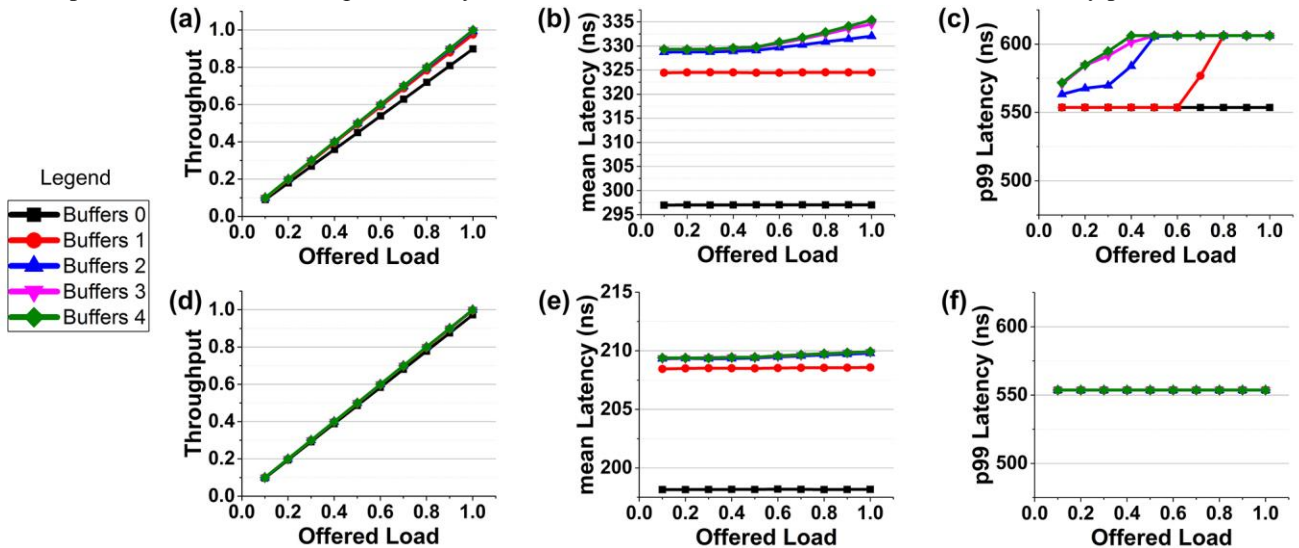 (a)
1.0
0.8
0.6
0.4
0.2
0.0
Throughput
0.0 0.2 0.4 0.6 0.8 1.0
Offered Load
(b)
335
330
325
320
315
310
305
300
295
mean Latency (ns)
0.0 0.2 0.4 0.6 0.8 1.0
Offered Load
(c)
600
550
500
p99 Latency (ns)
0.0 0.2 0.4 0.6 0.8 1.0
Offered Load
Legend
Buffers 0
Buffers 1
Buffers 2
Buffers 3
Buffers 4
(d)
1.0
0.8
0.6
0.4
0.2
0.0
Throughput
0.0 0.2 0.4 0.6 0.8 1.0
Offered Load
(e)
215
210
205
200
mean Latency (ns)
0.0 0.2 0.4 0.6 0.8 1.0
Offered Load
(f)
600
550
500
p99 Latency (ns)
0.0 0.2 0.4 0.6 0.8 1.0
Offered Load